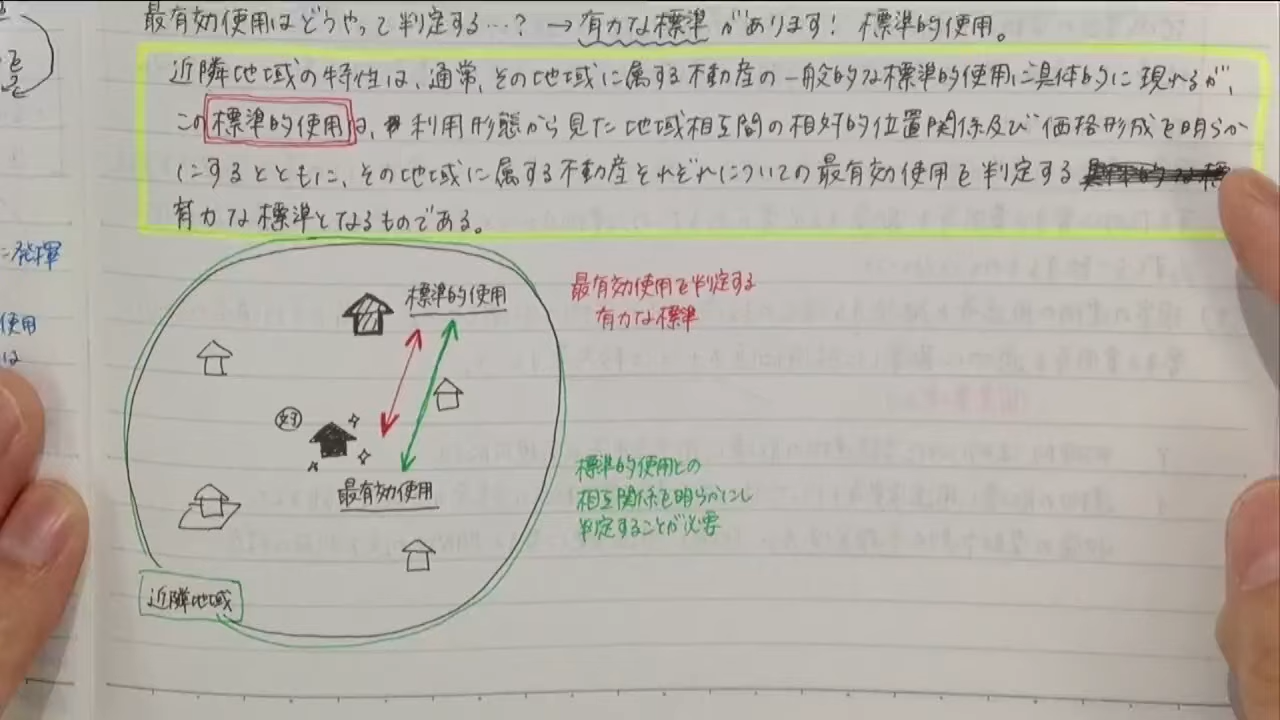 最有効使用はどうやって判定する…？→有力な標準があります！標準的使用。
近隣地域の特性は、通常、その地域に属する不動産の一般的な標準的使用に具体的に現れるが、
この標準的使用は、利用形態から見た地域相互間の相対的位置関係及び価格形成を明らか
にするとともに、その地域に属する不動産それぞれについての最有効使用を判定する
有力な標準となるものである。
発揮
使用
は
標準的使用
最有効使用を判定する
有力な標準
対
最有効使用
標準的使用との
相互関係を明らかにし
判定することが必要
近隣地域